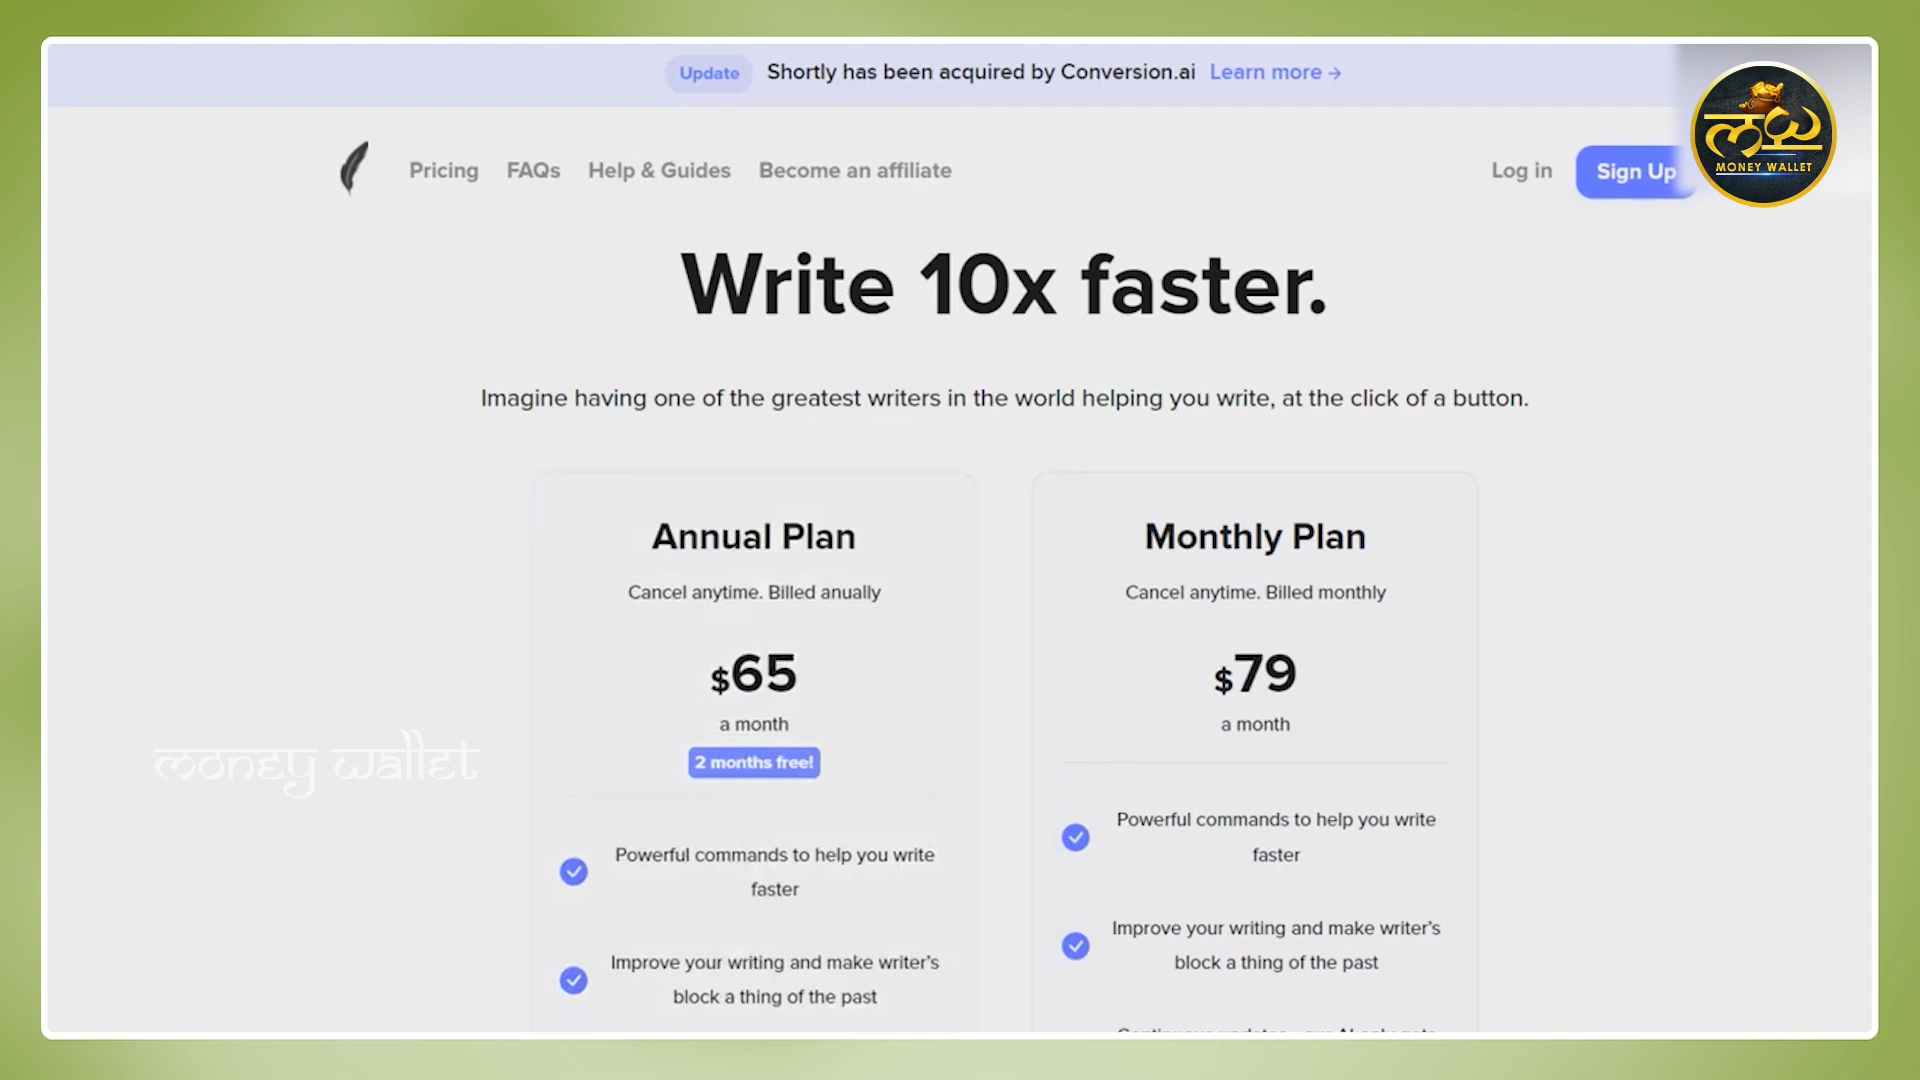 Update Shortly has been acquired by Conversion.ai Learn more →
Pricing FAQs Help & Guides Become an affiliate Log in Sign Up
MONEY WALLET
Write 10x faster.
Imagine having one of the greatest writers in the world helping you write, at the click of a button.
Annual Plan
Cancel anytime. Billed anually
$65
a month
2 months free!
Powerful commands to help you write
faster
Improve your writing and make writer's
block a thing of the past
Monthly Plan
Cancel anytime. Billed monthly
$79
a month
Powerful commands to help you write
faster
Improve your writing and make writer's
block a thing of the past
money wallet